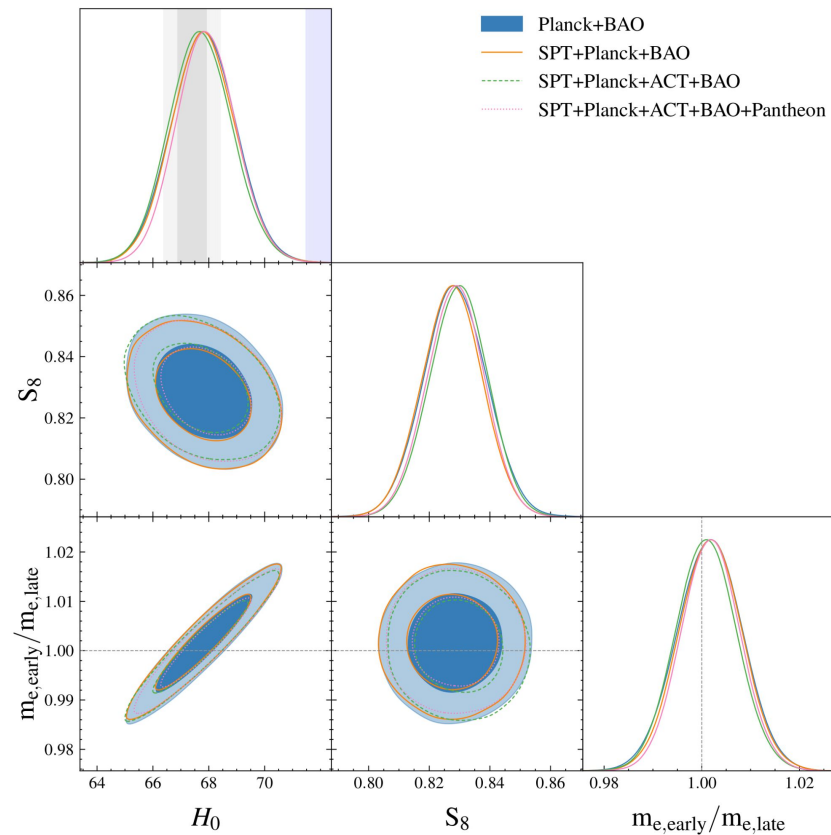 Planck+BAO
SPT+Planck+BAO
SPT+Planck+ACT+BAO
SPT+Planck+ACT+BAO+Pantheon
S8
0.86
0.84
0.82
0.80
me,early/me,late
1.02
1.01
1.00
0.99
0.98
64 66 68 70
0.80 0.82 0.84 0.86
0.98 1.00 1.02
H0
S8
me,early/me,late